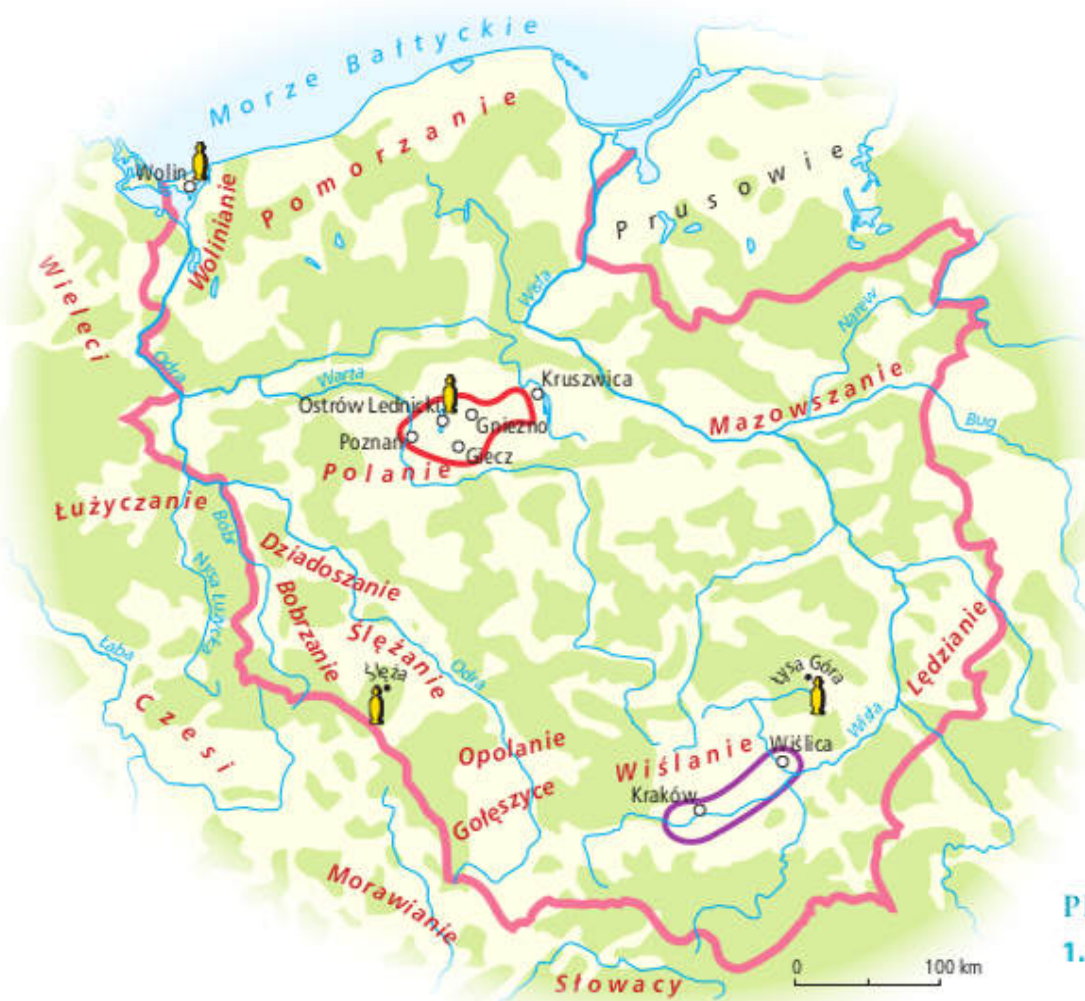 Morze Bałtyckie
Wolin
Wolinianie
Pomorzanie
Prusowie
Wieleci
Wisła
Narew
Odra
Warta
Kruszwica
Ostrów Lednicki
Gniezno
Poznań
Giecz
Polanie
Mazowszanie
Bug
Łużyczanie
Bóbr
Nysa Łużycka
Dziadoszanie
Bobrzanie
Ślężanie
Odra
Ślęża
Łaba
Czesi
Opolanie
Gołęszyce
Morawianie
Lędzianie
Łysa Góra
Wisła
Wiślanie
Wiślica
Kraków
Słowacy
0 100 km
1.